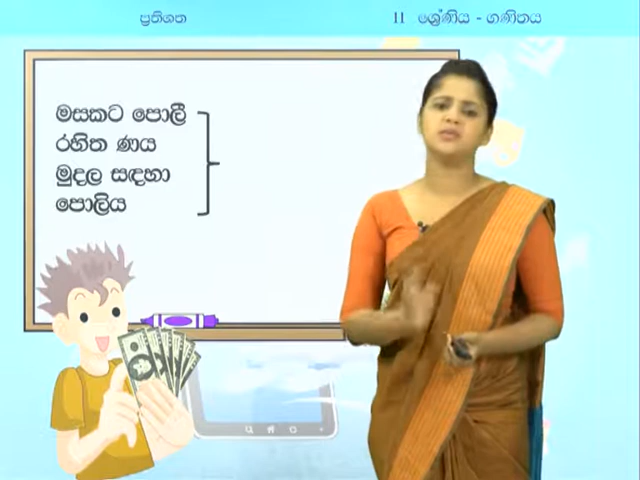 ප්‍රතිශත
11 ශ්‍රේණිය - ගණිතය
මසකට පොලී
රහිත ණය
මුදල සඳහා
පොලිය